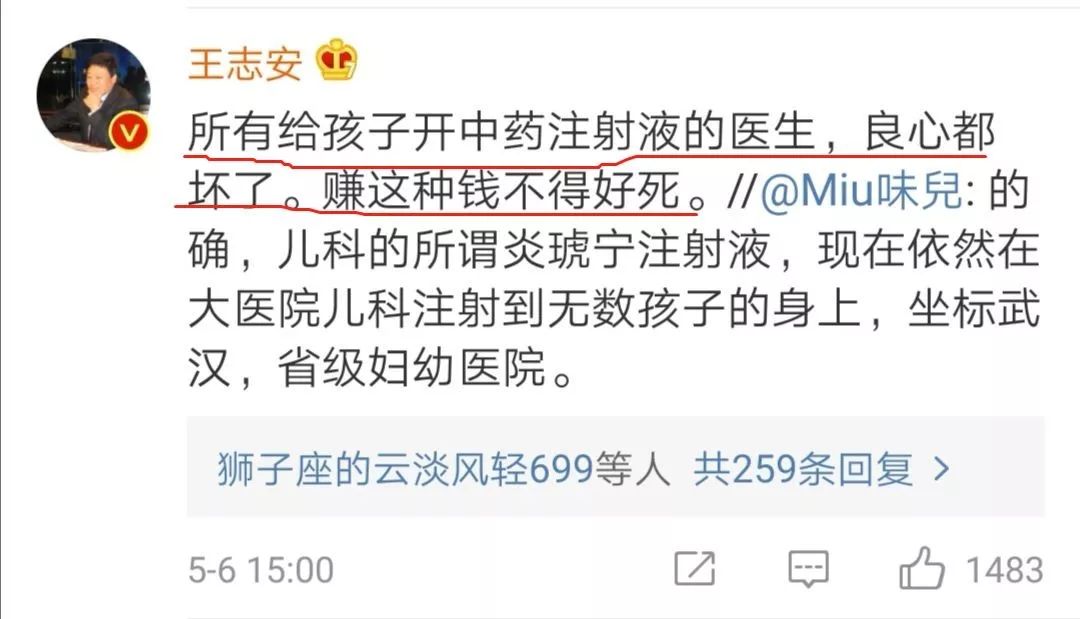 王志安
所有给孩子开中药注射液的医生，良心都
坏了。赚这种钱不得好死。//@Miu味兒: 的
确，儿科的所谓炎琥宁注射液，现在依然在
大医院儿科注射到无数孩子的身上，坐标武
汉，省级妇幼医院。
狮子座的云淡风轻699等人 共259条回复 >
5-6 15:00 1483